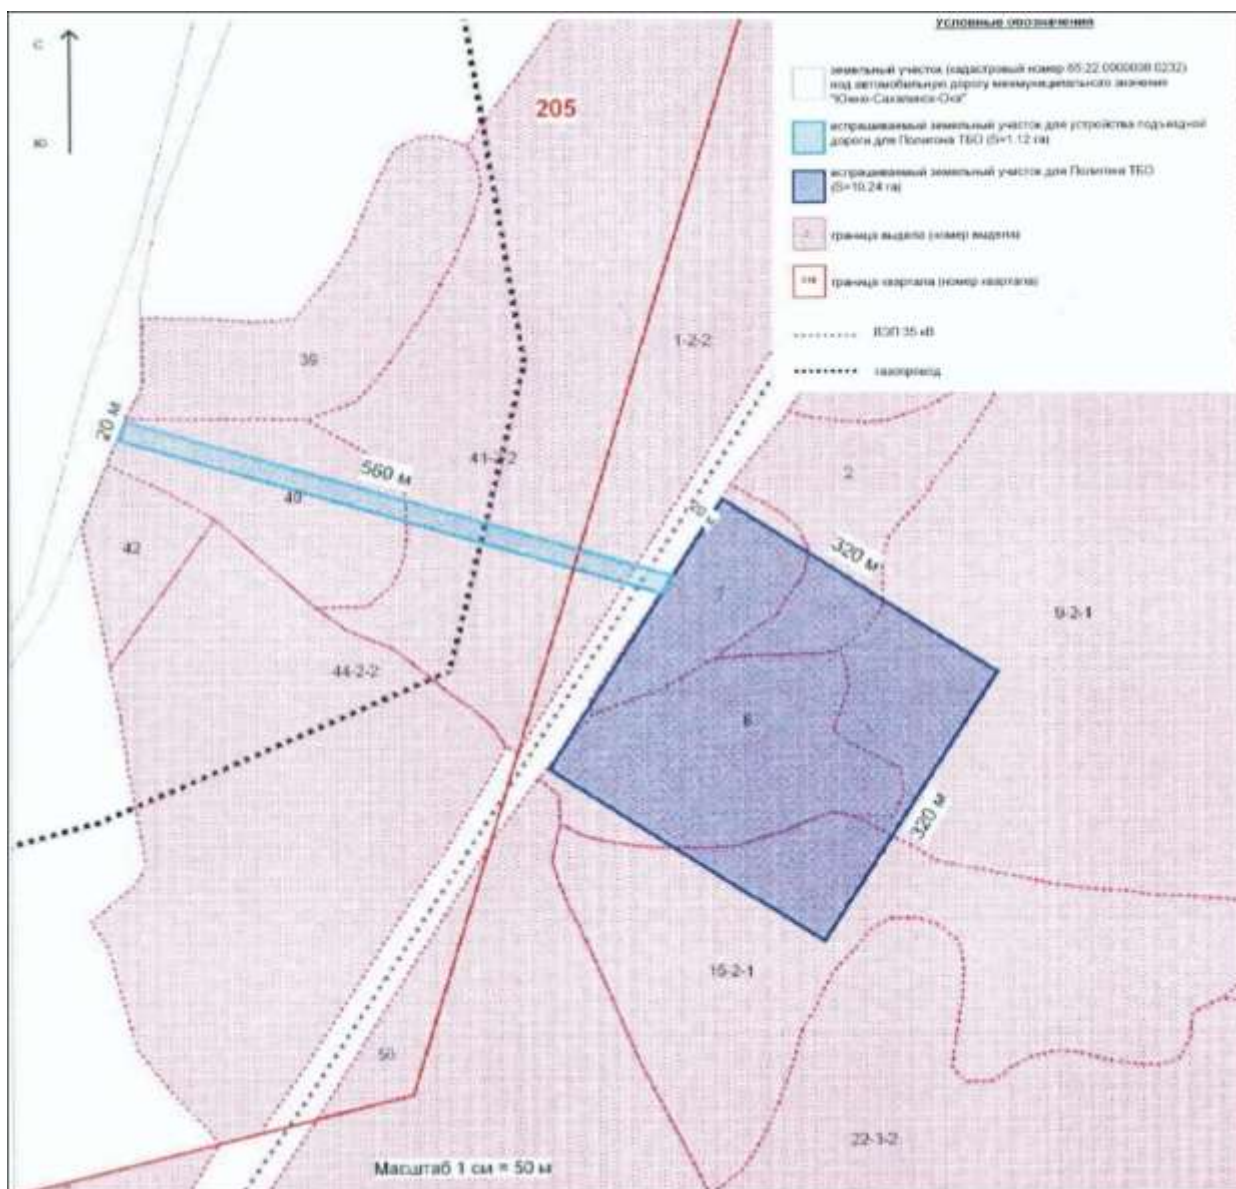 Условные обозначения
С
Ю
земельный участок (кадастровый номер 65:22:0000008:0232)
под автомобильную дорогу межмуниципального значения
"Южно-Сахалинск-Оха"
испрашиваемый земельный участок для устройства подъездной
дороги для Полигона ТБО (S=1.12 га)
испрашиваемый земельный участок для Полигона ТБО
(S=10.24 га)
граница выдела (номер выдела)
граница квартала (номер квартала)
ЛЭП 35 кВ
газопровод
205
1-2-2
39
20 м
560 м
41-2-2
40
42
44-2-2
20 м
2
320 м
7
9-2-1
8
320 м
15-2-1
50
22-1-2
Масштаб 1 см = 50 м